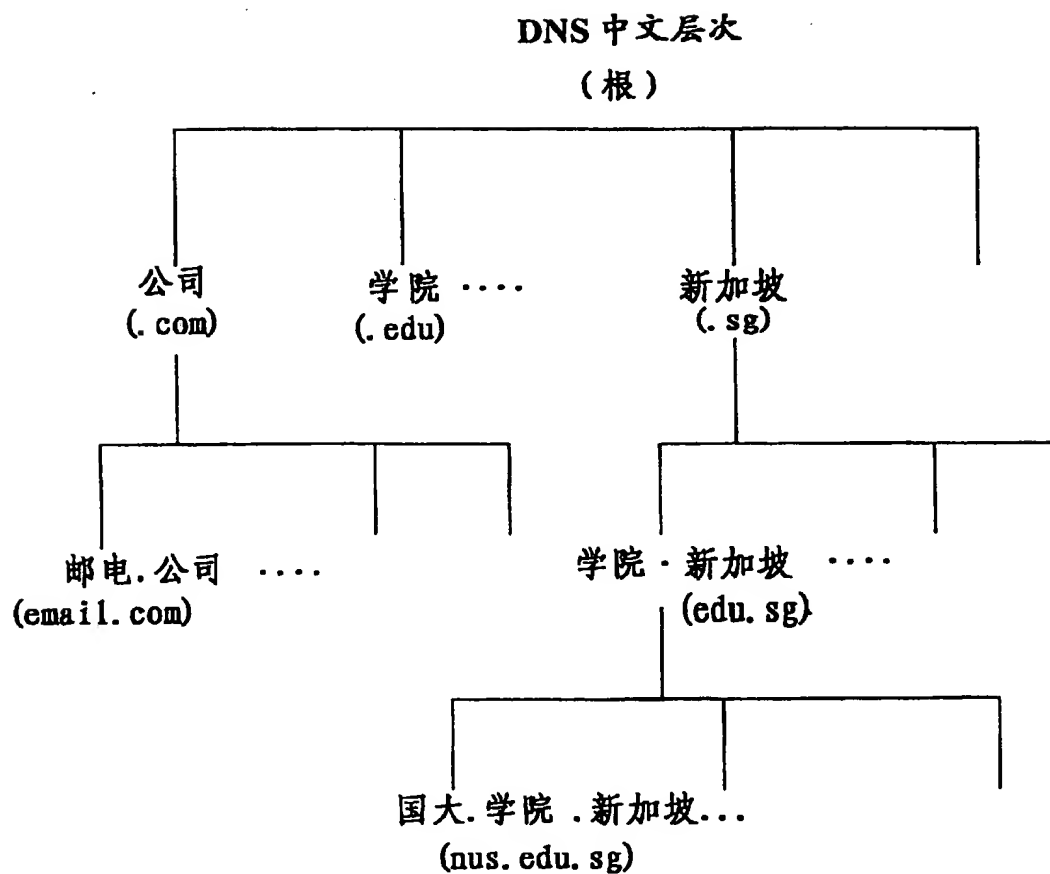 DNS 中文层次
(根)
公司 学院 ···· 新加坡
(.com) (.edu) (.sg)
邮电.公司 ···· 学院·新加坡 ····
(email.com) (edu.sg)
国大.学院.新加坡...
(nus.edu.sg)